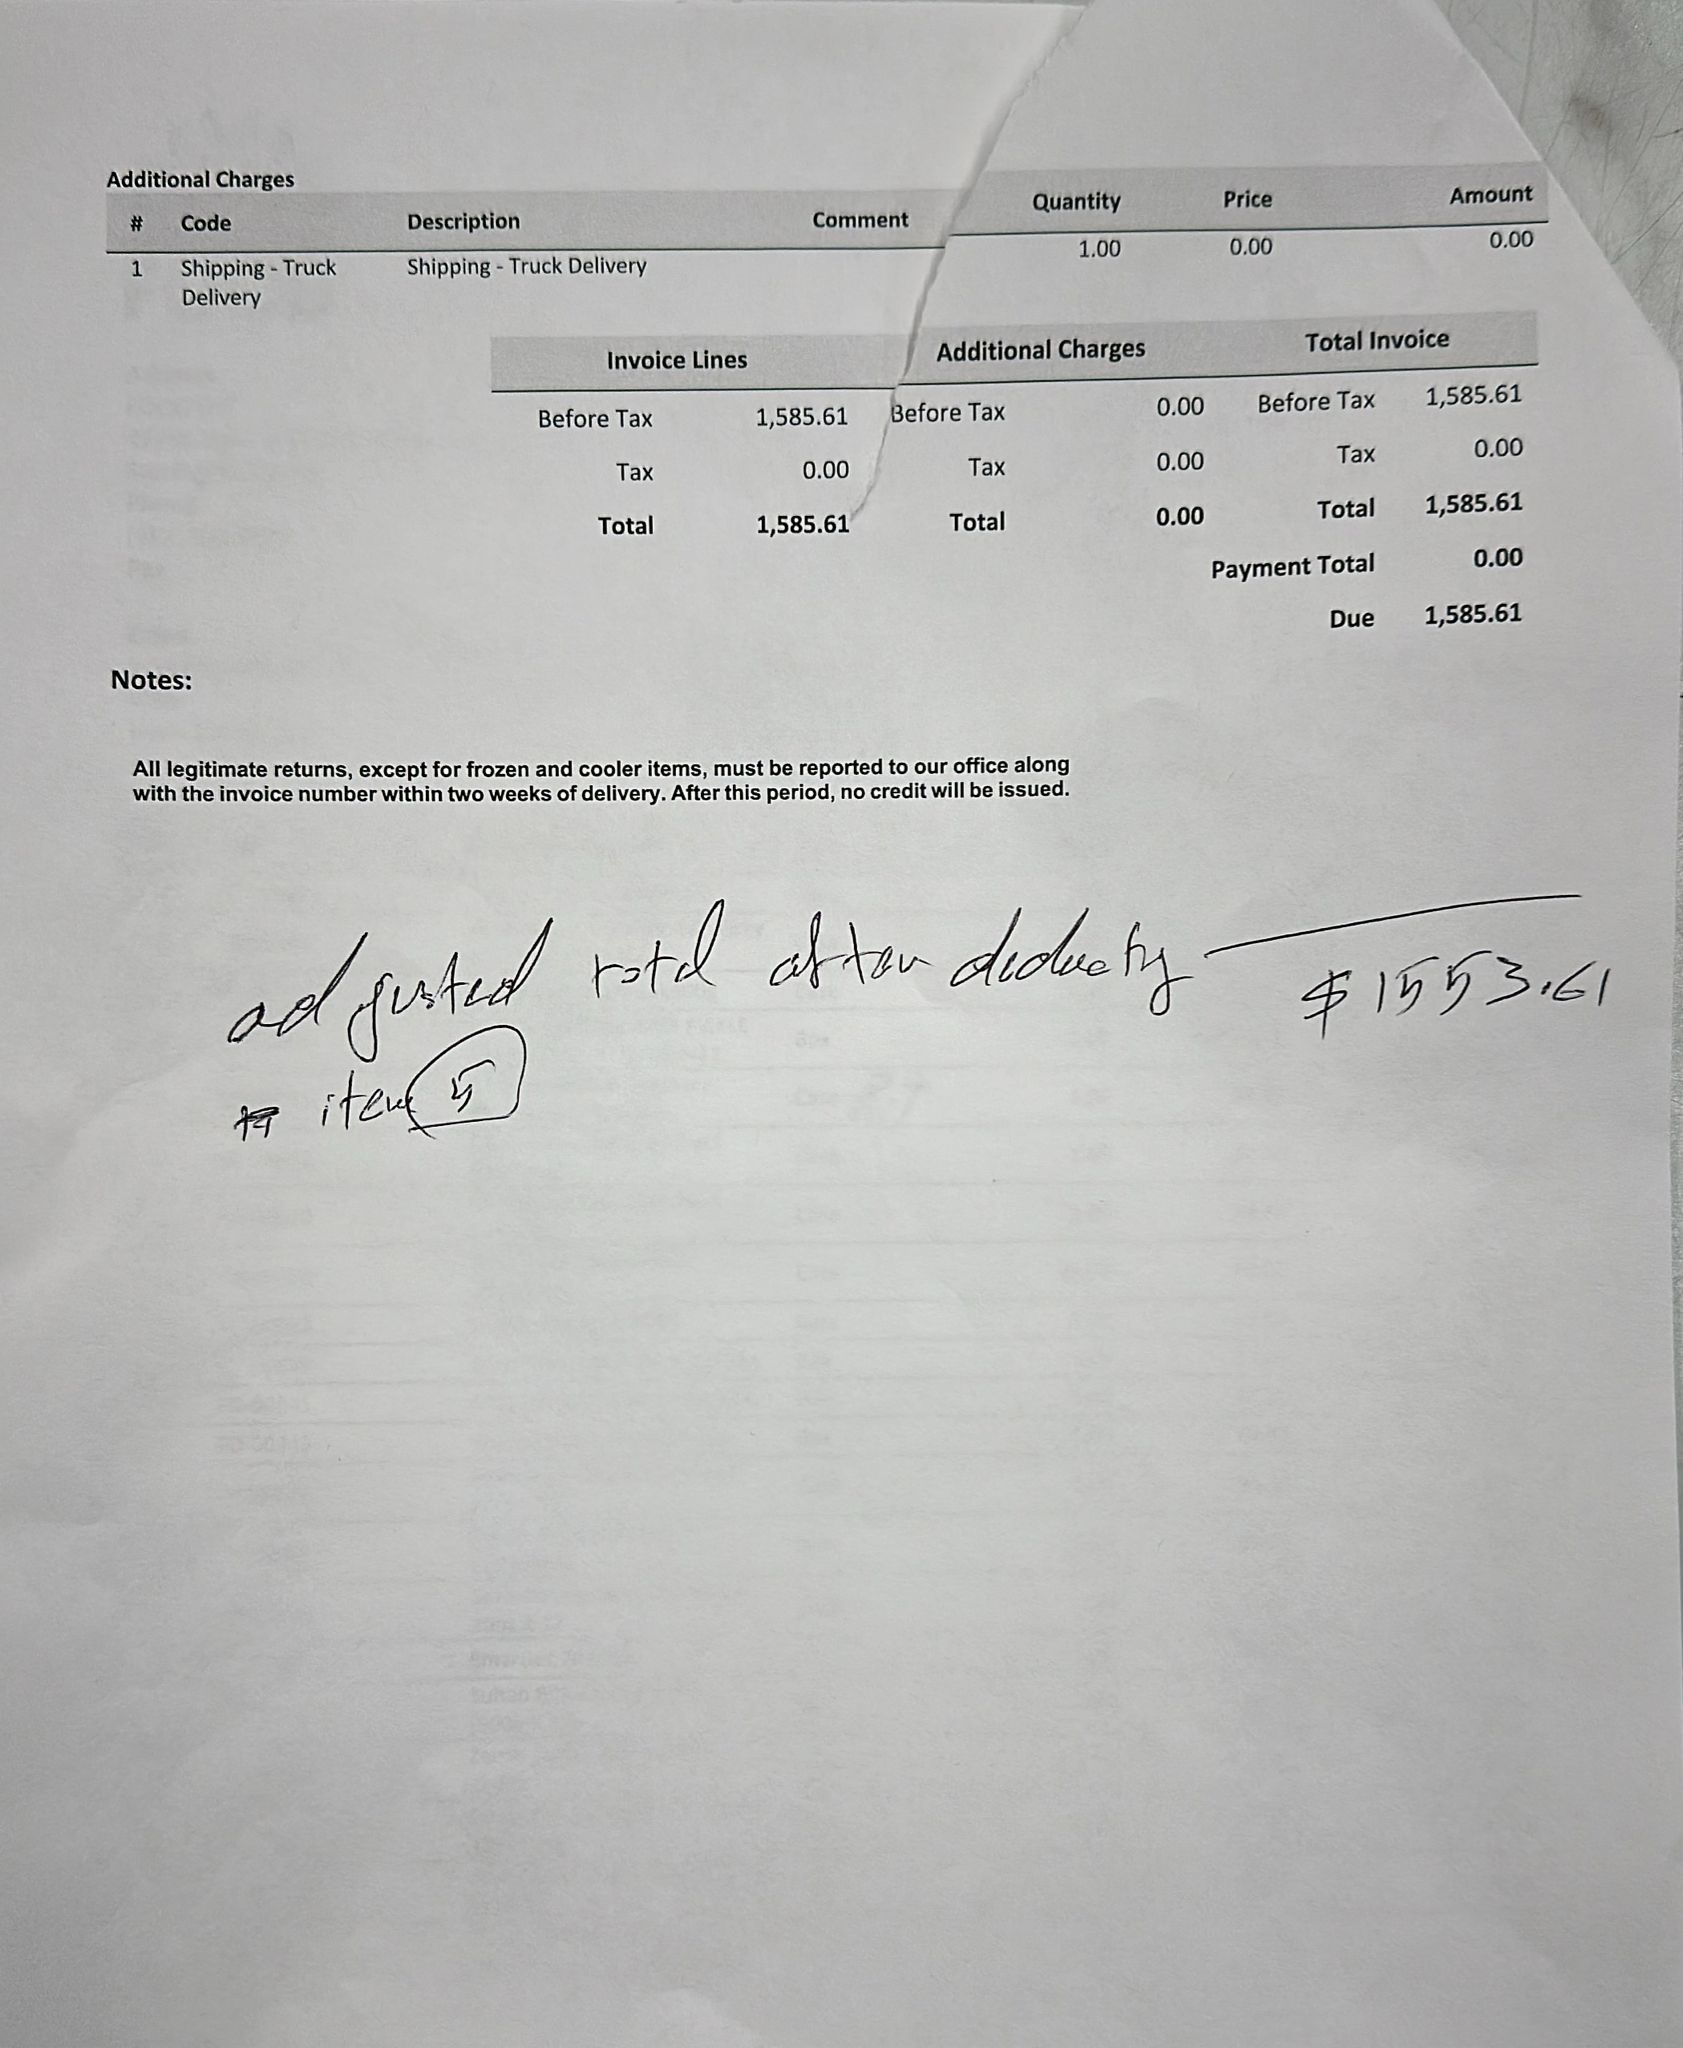 Additional Charges
# Code Description Comment Quantity Price Amount
1 Shipping - Truck Shipping - Truck Delivery 1.00 0.00 0.00
Delivery
Invoice Lines Additional Charges Total Invoice
Before Tax 1,585.61 Before Tax 0.00 Before Tax 1,585.61
Tax 0.00 Tax 0.00 Tax 0.00
Total 1,585.61 Total 0.00 Total 1,585.61
Payment Total 0.00
Due 1,585.61
Notes:
All legitimate returns, except for frozen and cooler items, must be reported to our office along
with the invoice number within two weeks of delivery. After this period, no credit will be issued.
adjusted total after $1553.61
item 5